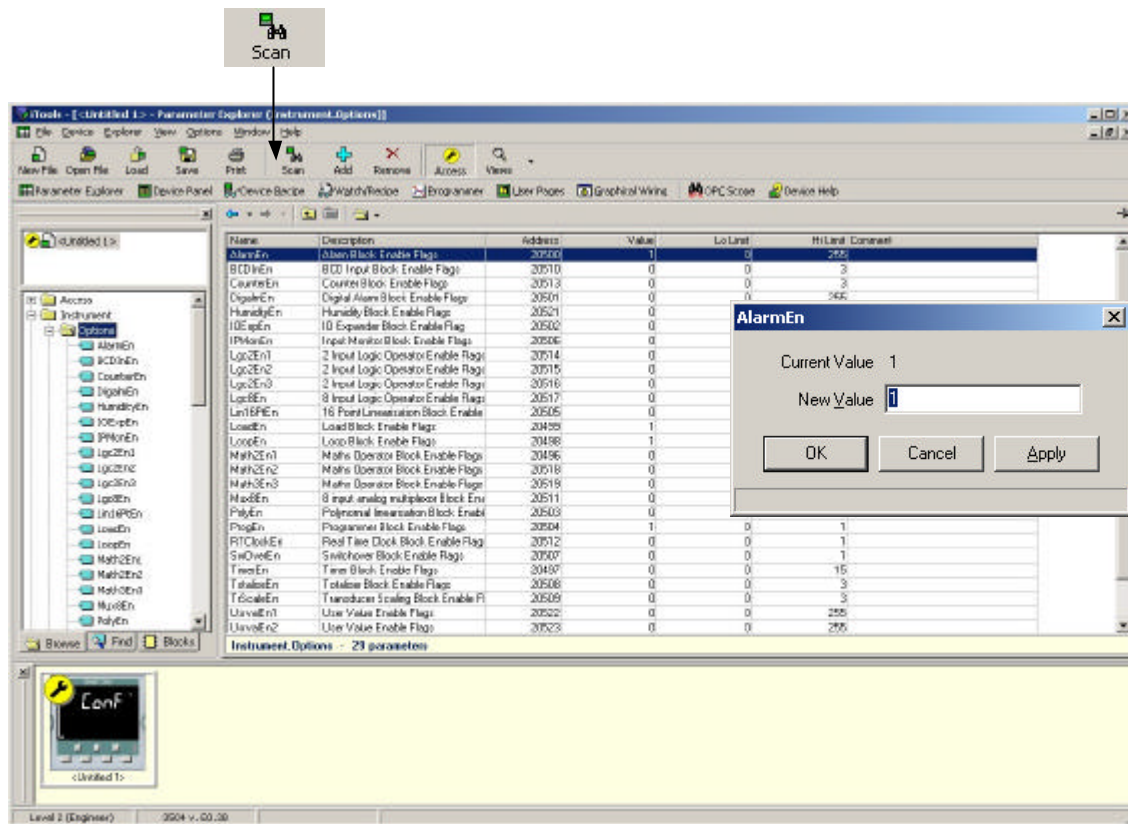 Scan
iTools - [<Untitled 1> - Parameter Explorer (Instrument.Options)]
File Device Explorer View Options Window Help
New File Open File Load Save Print Scan Add Remove Access Views
Parameter Explorer Device Panel Device Recipe Watch/Recipe Programmer User Pages Graphical Wiring OPC Scope Device Help
<Untitled 1>
Access
Instrument
Options
AlarmEn
BCDInEn
CounterEn
DigalmEn
HumidityEn
IOExpEn
IPMonEn
Lgc2En1
Lgc2En2
Lgc2En3
Lgc8En
Lin16PtEn
LoadEn
LoopEn
Math2En1
Math2En2
Math3En3
Mux8En
PolyEn
Browse Find Blocks
Name Description Address Value Lo Limit Hi Limit Comment
AlarmEn Alarm Block Enable Flags 20500 1 0 255
BCDInEn BCD Input Block Enable Flags 20510 0 0 3
CounterEn Counter Block Enable Flags 20513 0 0 3
DigalmEn Digital Alarm Block Enable Flags 20501 0 0 255
HumidityEn Humidity Block Enable Flags 20521 0
IOExpEn IO Expander Block Enable Flag 20502 0
IPMonEn Input Monitor Block Enable Flags 20506 0
Lgc2En1 2 Input Logic Operator Enable Flags 20514 0
Lgc2En2 2 Input Logic Operator Enable Flags 20515 0
Lgc2En3 2 Input Logic Operator Enable Flags 20516 0
Lgc8En 8 Input Logic Operator Enable Flags 20517 0
Lin16PtEn 16 Point Linearisation Block Enable 20505 0
LoadEn Load Block Enable Flags 20499 1
LoopEn Loop Block Enable Flags 20498 1
Math2En1 Maths Operator Block Enable Flags 20496 0
Math2En2 Maths Operator Block Enable Flags 20518 0
Math3En3 Maths Operator Block Enable Flags 20519 0
Mux8En 8 input analog multiplexor Block Ena 20511 0
PolyEn Polynomial linearisation Block Enabl 20503 0
ProgEn Programmer Block Enable Flags 20504 1 0 1
RTClockEn Real Time Clock Block Enable Flag 20512 0 0 1
SwOverEn Switchover Block Enable Flags 20507 0 0 1
TimerEn Timer Block Enable Flags 20497 0 0 15
TotaliseEn Totaliser Block Enable Flags 20508 0 0 3
TrScaleEn Transducer Scaling Block Enable Fl 20509 0 0 3
UsrvalEn1 User Value Enable Flags 20522 0 0 255
UsrvalEn2 User Value Enable Flags 20523 0 0 255
Instrument.Options - 29 parameters
AlarmEn
Current Value 1
New Value 1
OK Cancel Apply
ConF
<Untitled 1>
Level 2 (Engineer) 3504 v. E0.38